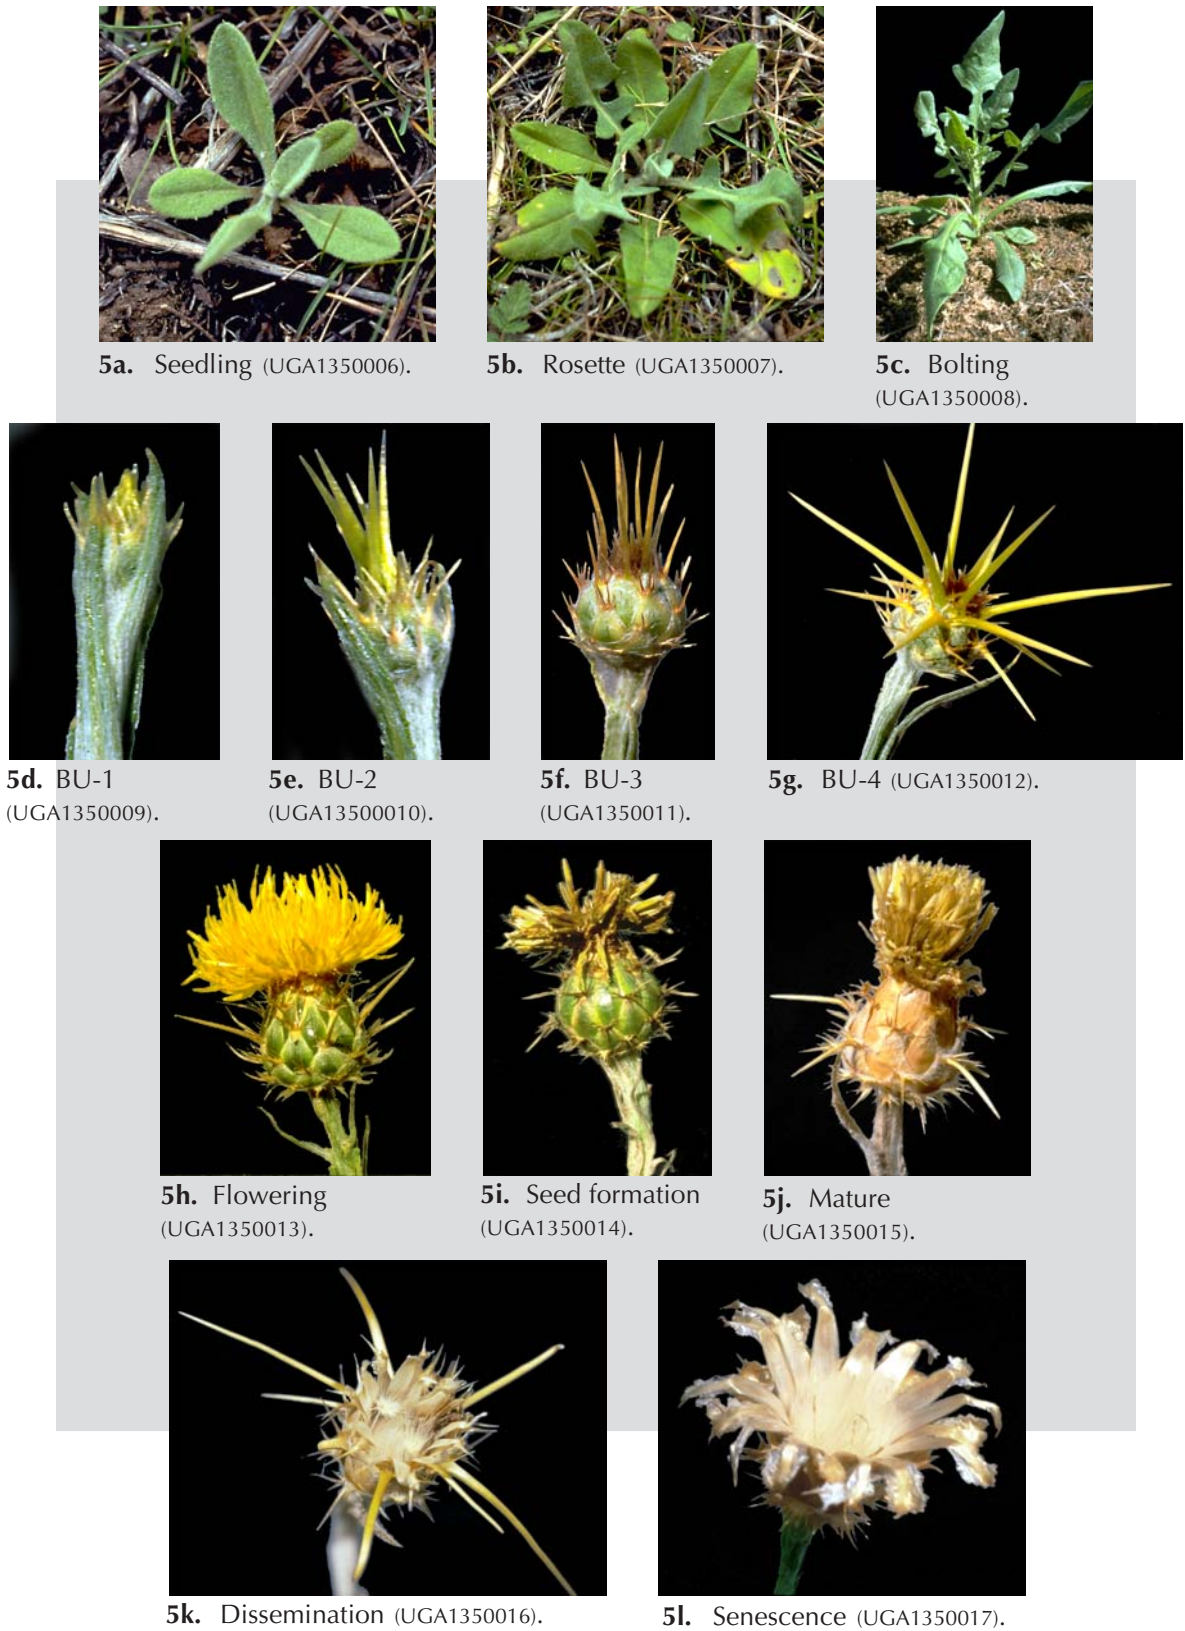 5a. Seedling (UGA1350006).
5b. Rosette (UGA1350007).
5c. Bolting
(UGA1350008).
5d. BU-1
(UGA1350009).
5e. BU-2
(UGA13500010).
5f. BU-3
(UGA1350011).
5g. BU-4 (UGA1350012).
5h. Flowering
(UGA1350013).
5i. Seed formation
(UGA1350014).
5j. Mature
(UGA1350015).
5k. Dissemination (UGA1350016).
5l. Senescence (UGA1350017).